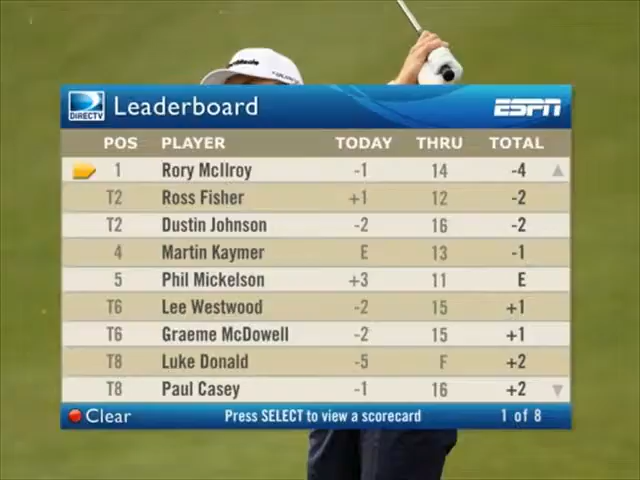 DIRECTV Leaderboard ESPN
POS PLAYER TODAY THRU TOTAL
1 Rory McIlroy -1 14 -4
T2 Ross Fisher +1 12 -2
T2 Dustin Johnson -2 16 -2
4 Martin Kaymer E 13 -1
5 Phil Mickelson +3 11 E
T6 Lee Westwood -2 15 +1
T6 Graeme McDowell -2 15 +1
T8 Luke Donald -5 F +2
T8 Paul Casey -1 16 +2
Clear Press SELECT to view a scorecard 1 of 8